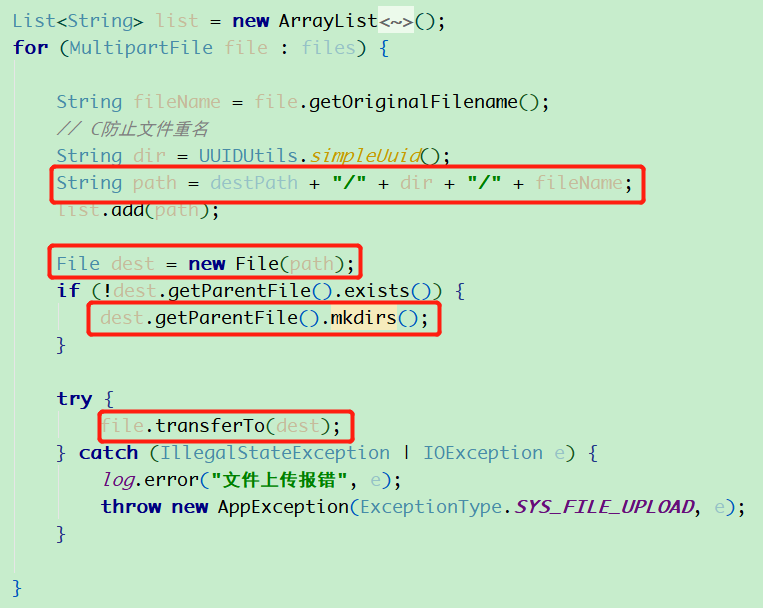 List<String> list = new ArrayList<~>();
for (MultipartFile file : files) {
String fileName = file.getOriginalFilename();
// C防止文件重名
String dir = UUIDUtils.simpleUuid();
String path = destPath + "/" + dir + "/" + fileName;
list.add(path);
File dest = new File(path);
if (!dest.getParentFile().exists()) {
dest.getParentFile().mkdirs();
}
try {
file.transferTo(dest);
} catch (IllegalStateException | IOException e) {
log.error("文件上传报错", e);
throw new AppException(ExceptionType.SYS_FILE_UPLOAD, e);
}
}